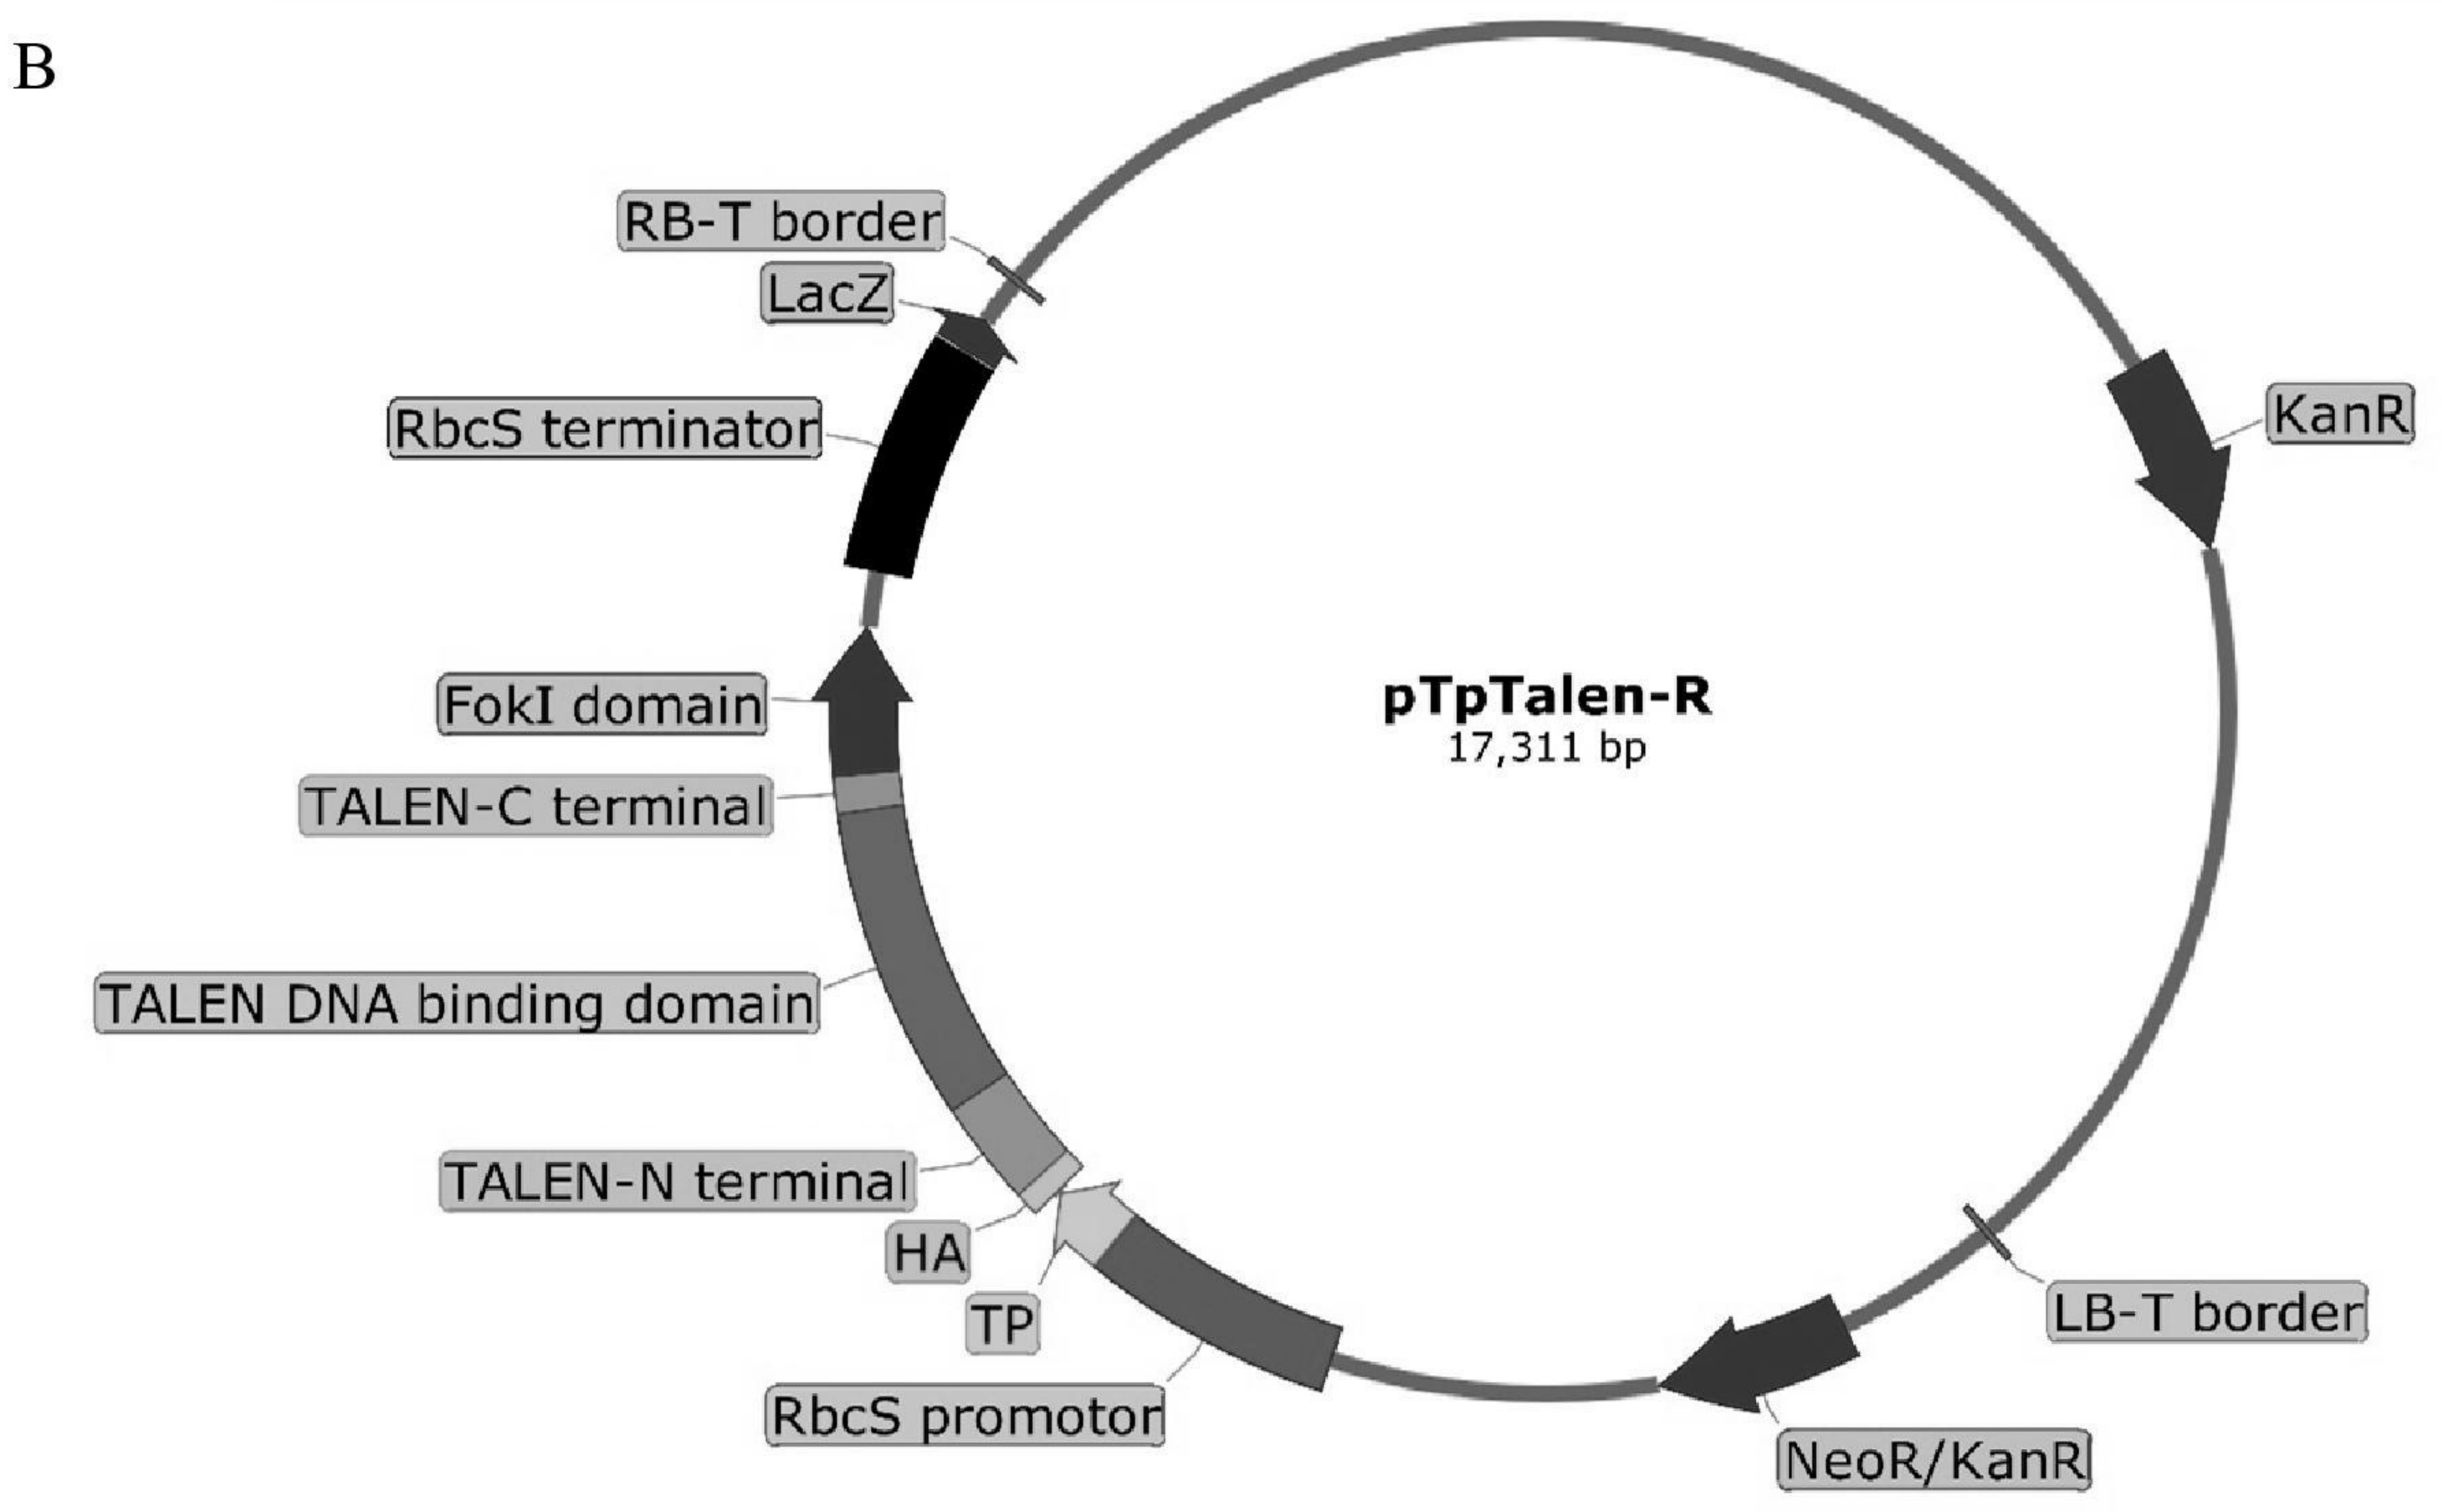 B
RB-T border
LacZ
RbcS terminator
KanR
FokI domain
pTpTalen-R
17,311 bp
TALEN-C terminal
TALEN DNA binding domain
TALEN-N terminal
HA
TP
LB-T border
RbcS promotor
NeoR/KanR